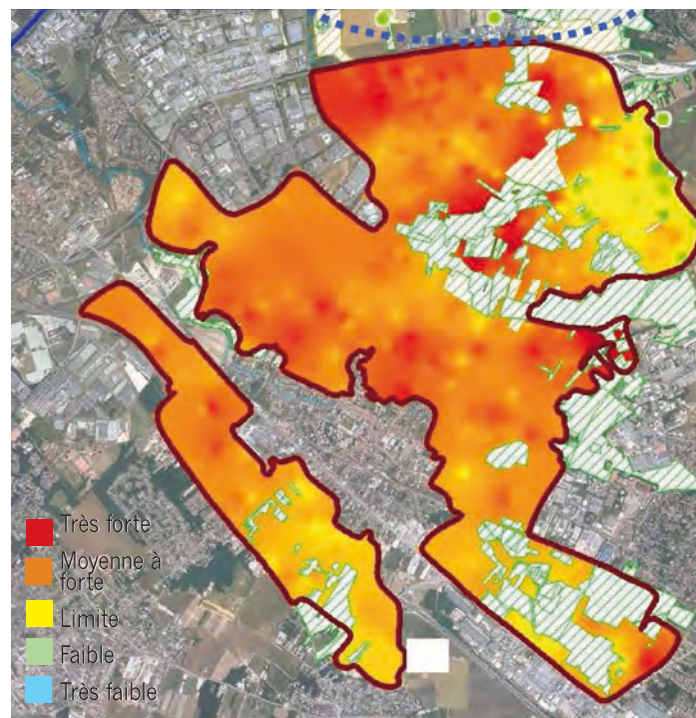 Très forte
Moyenne à
forte
Limite
Faible
Très faible